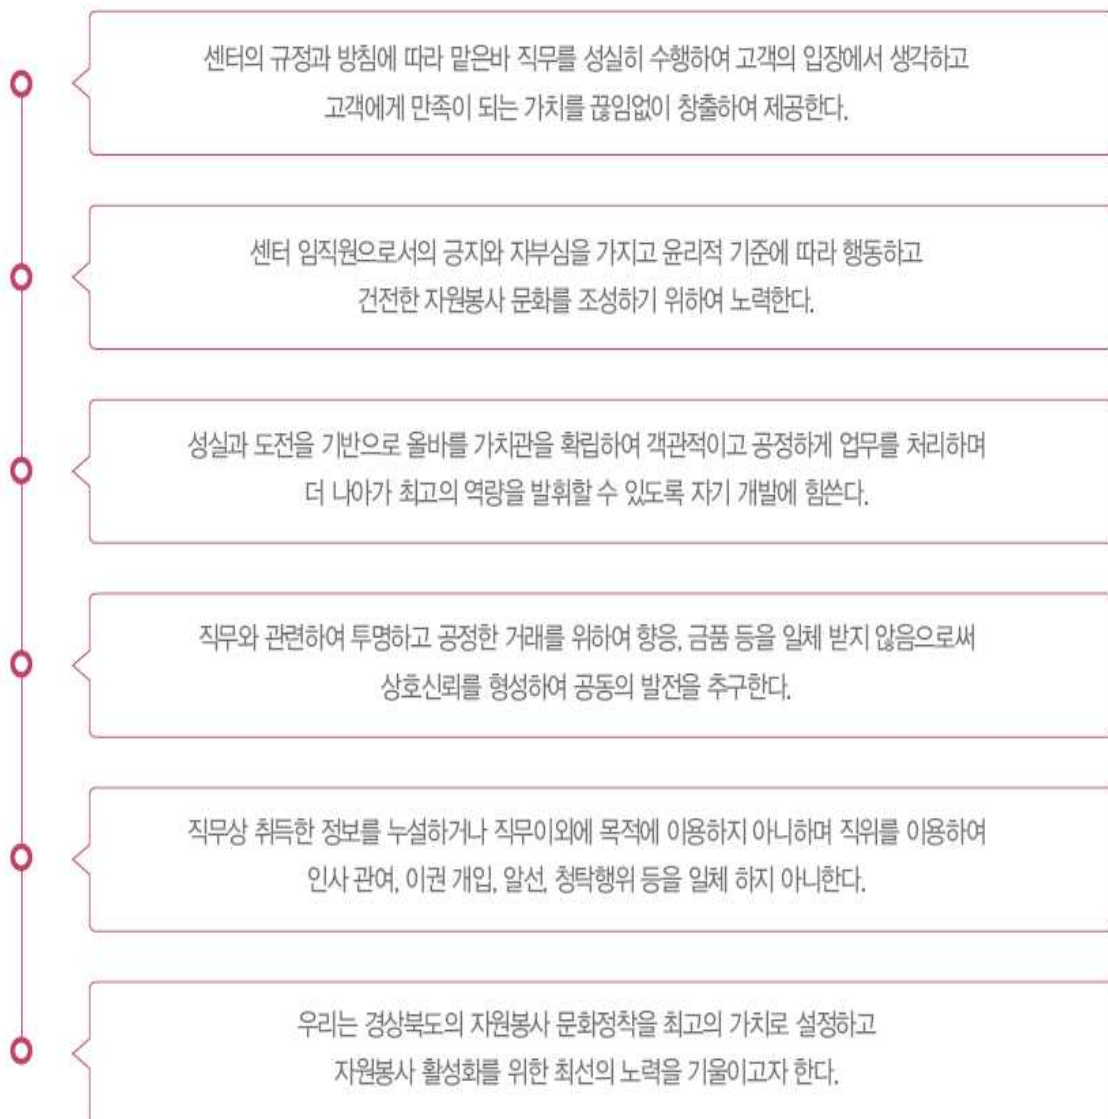 센터의 규정과 방침에 따라 맡은바 직무를 성실히 수행하여 고객의 입장에서 생각하고
고객에게 만족이 되는 가치를 끊임없이 창출하여 제공한다.
센터 임직원으로서의 긍지와 자부심을 가지고 윤리적 기준에 따라 행동하고
건전한 자원봉사 문화를 조성하기 위하여 노력한다.
성실과 도전을 기반으로 올바를 가치관을 확립하여 객관적이고 공정하게 업무를 처리하며
더 나아가 최고의 역량을 발휘할 수 있도록 자기 개발에 힘쓴다.
직무와 관련하여 투명하고 공정한 거래를 위하여 향응, 금품 등을 일체 받지 않음으로써
상호신뢰를 형성하여 공동의 발전을 추구한다.
직무상 취득한 정보를 누설하거나 직무이외에 목적에 이용하지 아니하며 직위를 이용하여
인사 관여, 이권 개입, 알선, 청탁행위 등을 일체 하지 아니한다.
우리는 경상북도의 자원봉사 문화정착을 최고의 가치로 설정하고
자원봉사 활성화를 위한 최선의 노력을 기울이고자 한다.